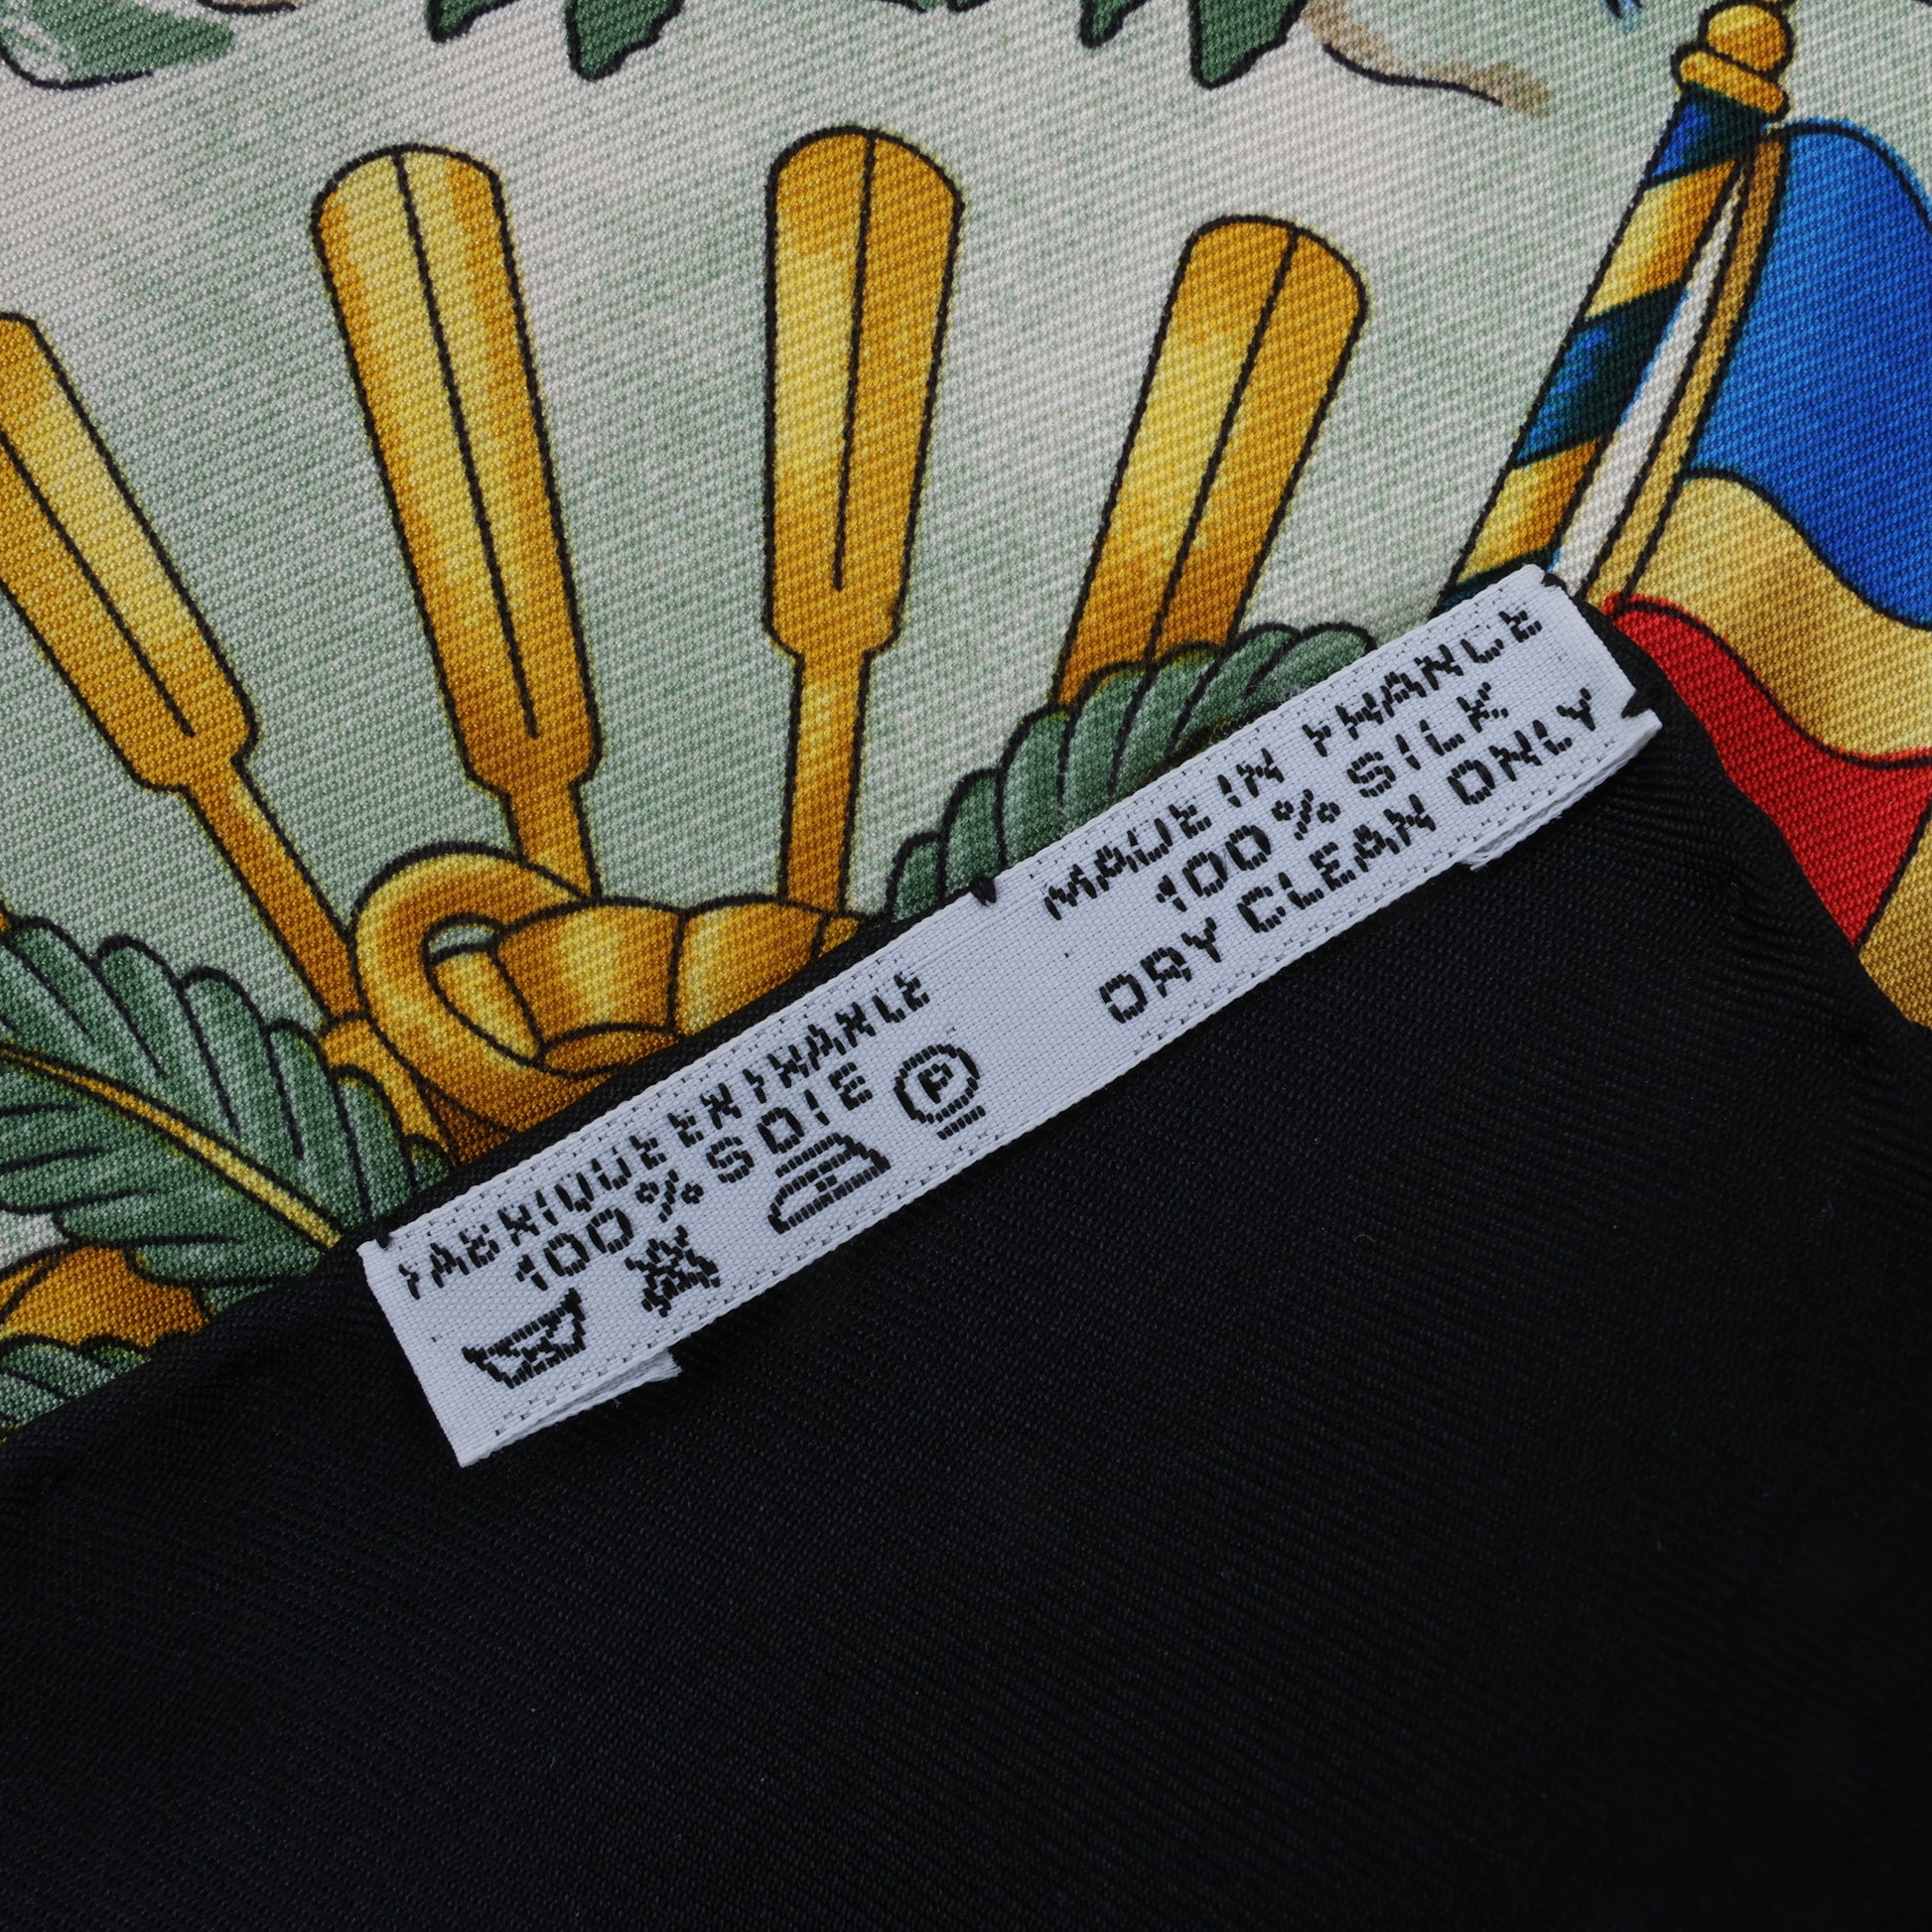 FABRIQUE EN FRANCE
100% SOIE
P
MADE IN FRANCE
100% SILK
DRY CLEAN ONLY